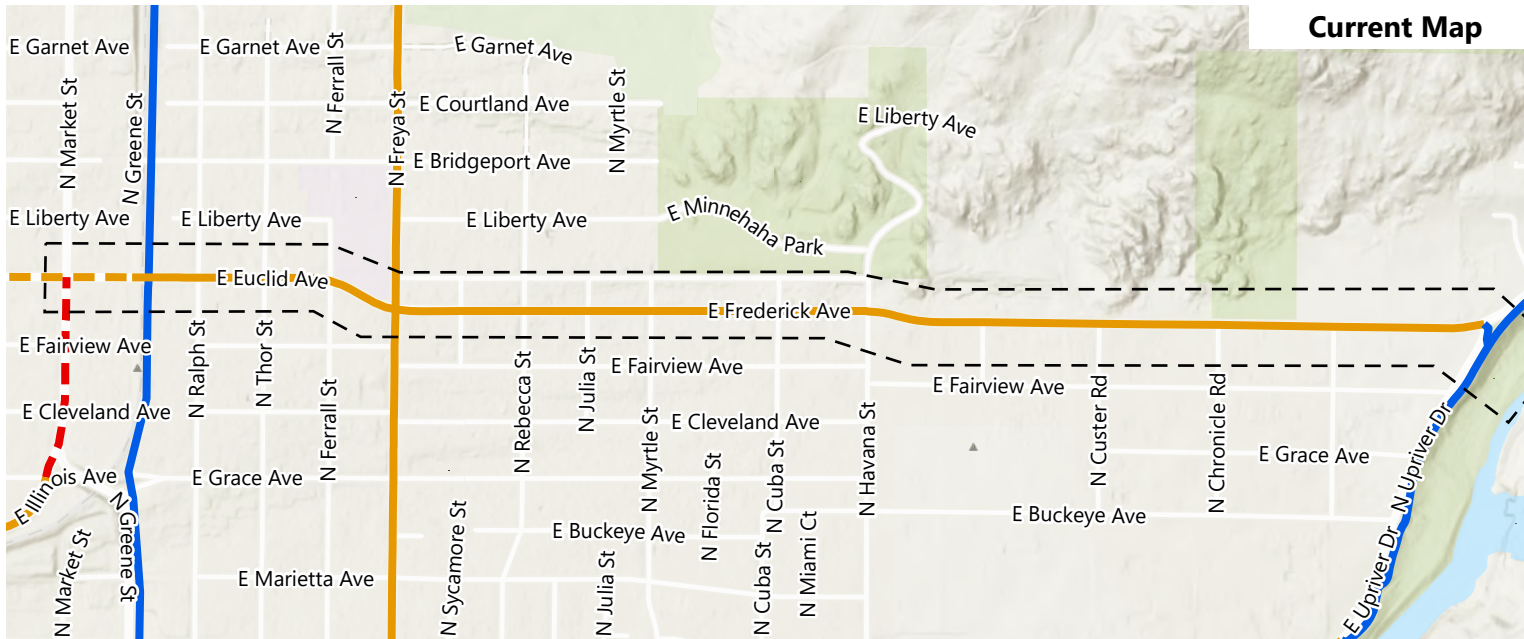 Current Map
E Garnet Ave
E Garnet Ave
E Garnet Ave
N Ferrall St
N Market St
N Greene St
N Freya St
E Courtland Ave
N Myrtle St
E Liberty Ave
E Bridgeport Ave
E Liberty Ave
E Liberty Ave
E Liberty Ave
E Minnehaha Park
E Euclid Ave
E Frederick Ave
E Fairview Ave
N Ralph St
N Thor St
N Ferrall St
N Rebecca St
N Julia St
E Fairview Ave
E Fairview Ave
E Cleveland Ave
N Myrtle St
E Cleveland Ave
N Florida St
N Cuba St
N Havana St
N Custer Rd
N Chronicle Rd
N Upriver Dr
E Illinois Ave
E Grace Ave
E Grace Ave
N Greene St
N Sycamore St
E Buckeye Ave
E Buckeye Ave
N Miami Ct
N Market St
E Marietta Ave
N Julia St
N Cuba St
E Upriver Dr